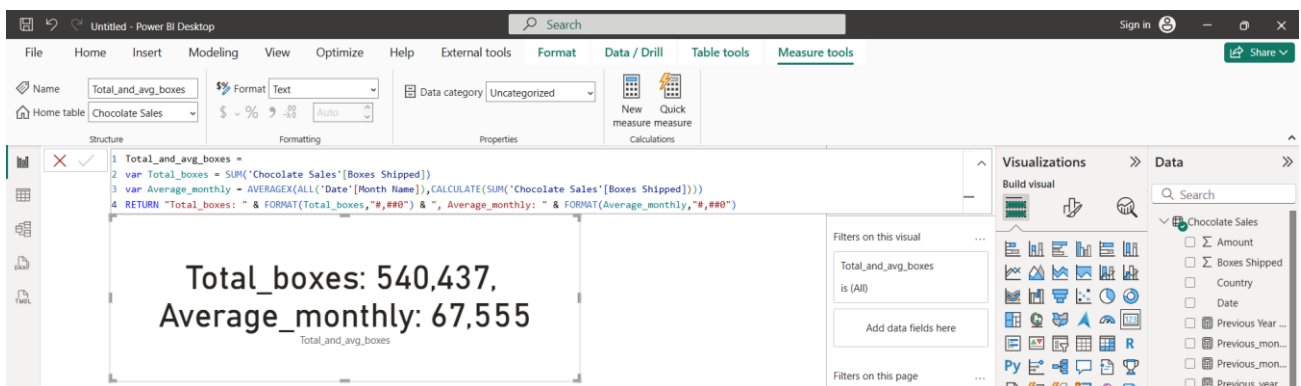 Untitled - Power BI Desktop
Search
Sign in
File Home Insert Modeling View Optimize Help External tools Format Data / Drill Table tools Measure tools
Share
Name Total_and_avg_boxes
Format Text
Data category Uncategorized
New measure
Quick measure
Home table Chocolate Sales
$ % Auto
Structure
Formatting
Properties
Calculations
1 Total_and_avg_boxes =
2 var Total_boxes = SUM('Chocolate Sales'[Boxes Shipped])
3 var Average_monthly = AVERAGEX(ALL('Date'[Month Name]),CALCULATE(SUM('Chocolate Sales'[Boxes Shipped])))
4 RETURN "Total_boxes: " & FORMAT(Total_boxes,"#,##0") & ", Average_monthly: " & FORMAT(Average_monthly,"#,##0")
Total_boxes: 540,437,
Average_monthly: 67,555
Total_and_avg_boxes
Filters on this visual ...
Total_and_avg_boxes
is (All)
Add data fields here
Filters on this page ...
Visualizations
Build visual
123
R
Py
Data
Search
Chocolate Sales
Σ Amount
Σ Boxes Shipped
Country
Date
Previous Year ...
Previous_mon...
Previous_mon...
Previous_year
DAX
TMDL